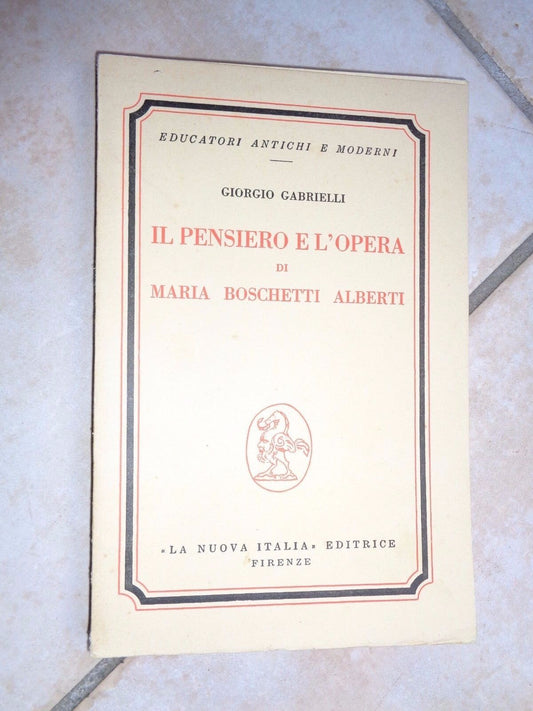 EDUCATORI ANTICHI E MODERNI
GIORGIO GABRIELLI
IL PENSIERO E L'OPERA
DI
MARIA BOSCHETTI ALBERTI
«LA NUOVA ITALIA» EDITRICE
FIRENZE